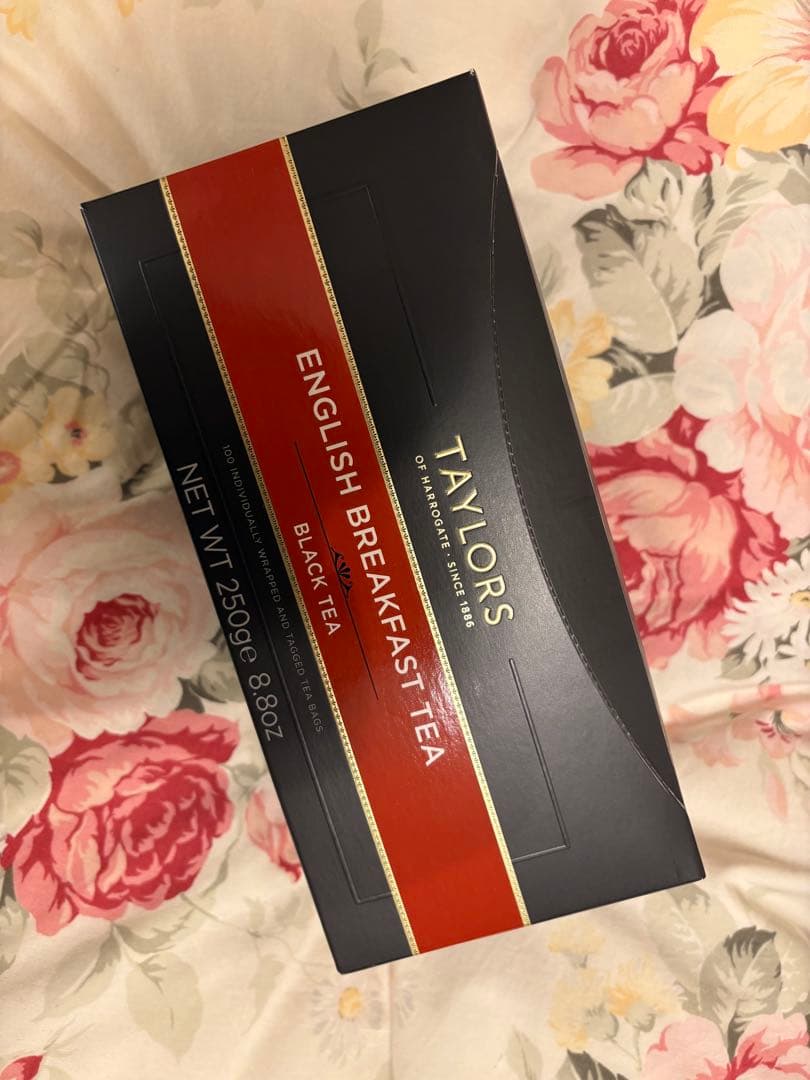 TAYLORS
OF HARROGATE · SINCE 1886
ENGLISH BREAKFAST TEA
BLACK TEA
100 INDIVIDUALLY WRAPPED AND TAGGED TEA BAGS
NET WT 250g℮ 8.8oz